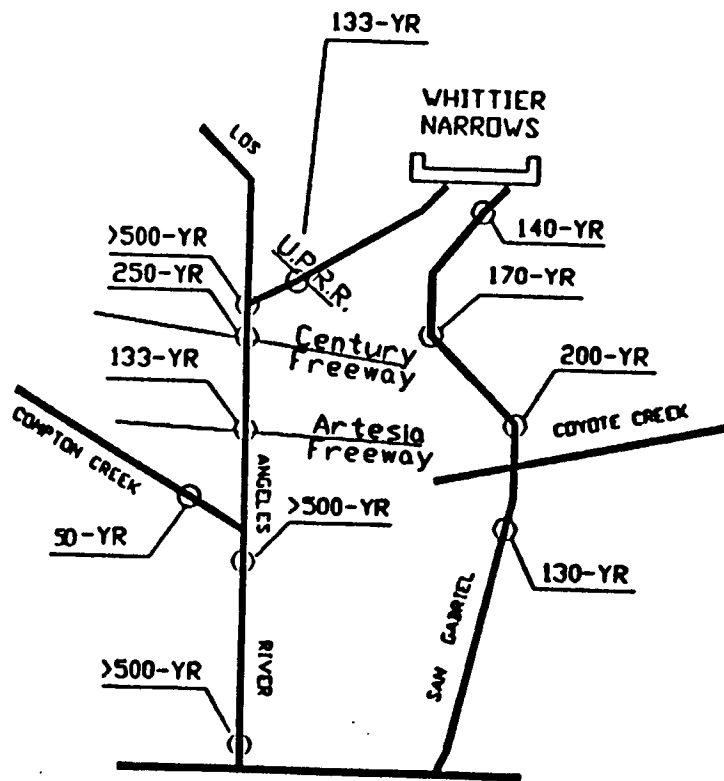 133-YR
WHITTIER
NARROWS
LOS
>500-YR
U.P.R.R.
140-YR
250-YR
170-YR
Century
Freeway
133-YR
200-YR
COMPTON CREEK
Artesia
Freeway
COYOTE CREEK
ANGELES
>500-YR
50-YR
130-YR
SAN GABRIEL
RIVER
>500-YR